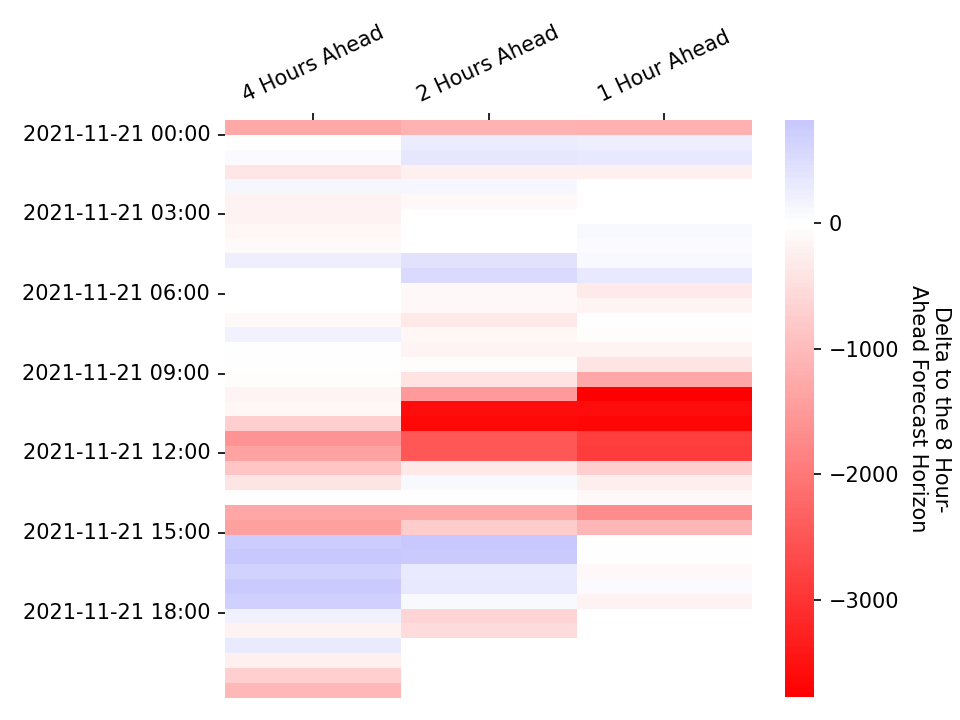 4 Hours Ahead
2 Hours Ahead
1 Hour Ahead
2021-11-21 00:00
2021-11-21 03:00
2021-11-21 06:00
2021-11-21 09:00
2021-11-21 12:00
2021-11-21 15:00
2021-11-21 18:00
0
−1000
−2000
−3000
Delta to the 8 Hour-
Ahead Forecast Horizon